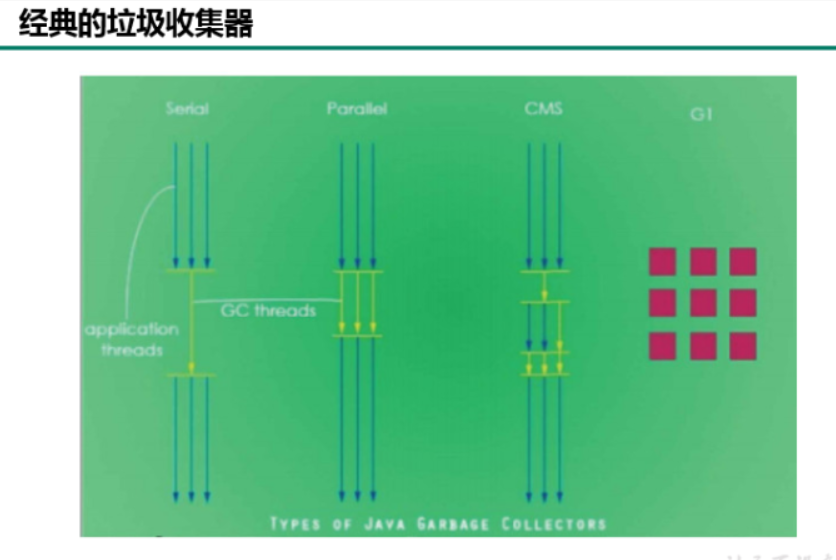 经典的垃圾收集器
Serial
Parallel
CMS
G1
application
threads
GC threads
TYPES OF JAVA GARBAGE COLLECTORS